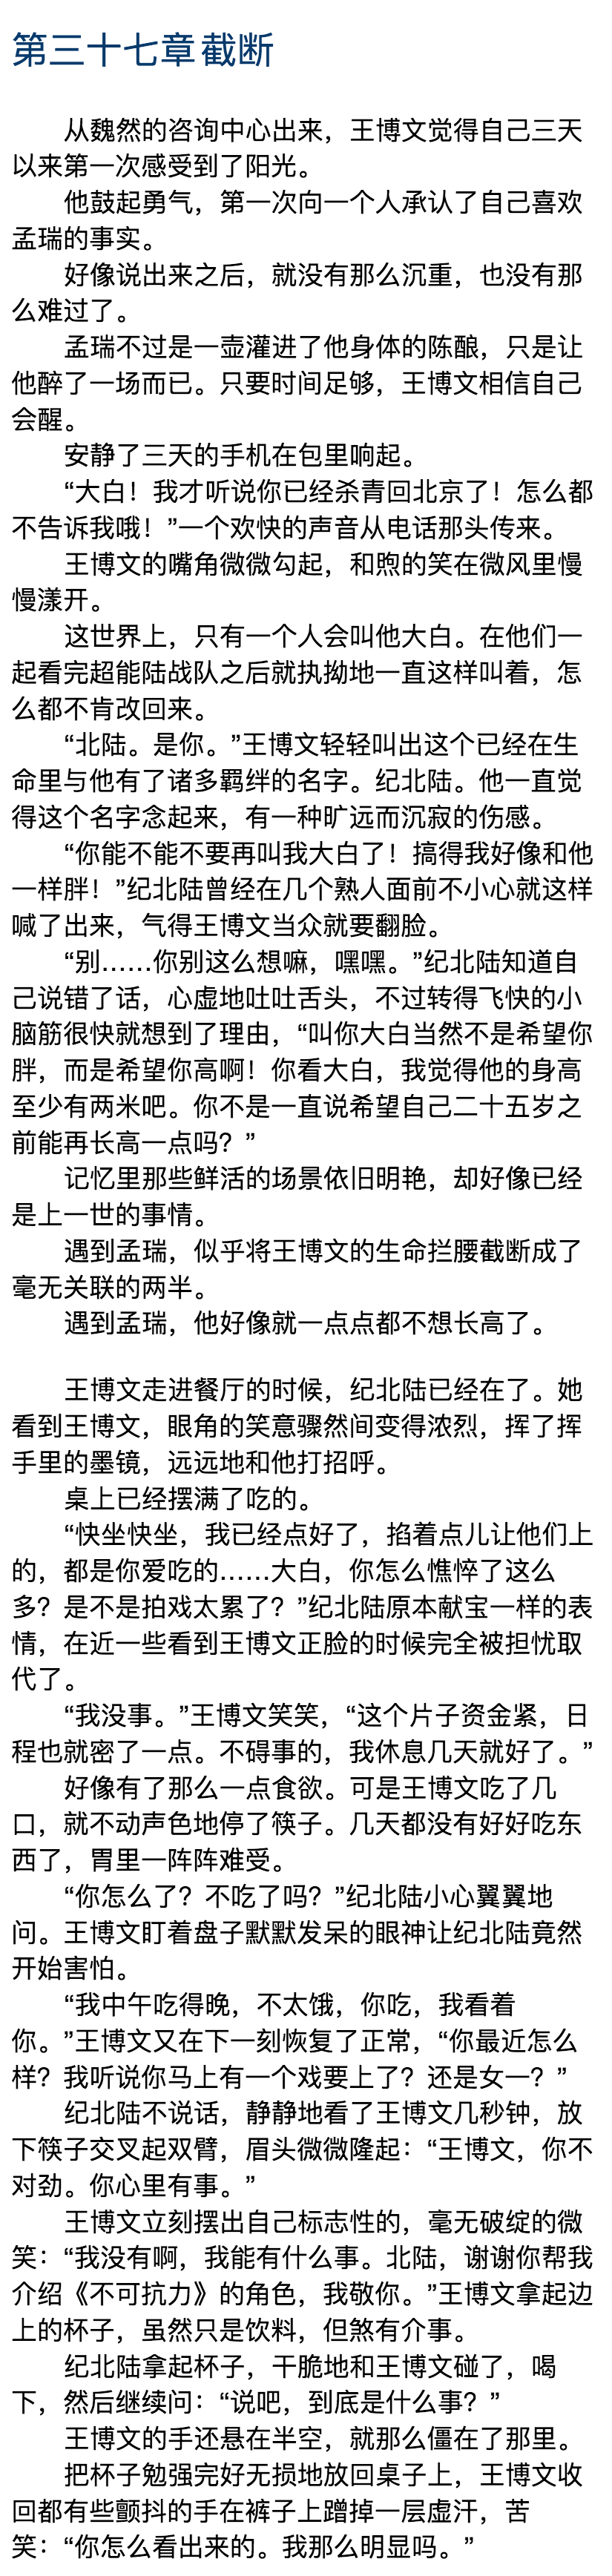 第三十七章 截断
从魏然的咨询中心出来，王博文觉得自己三天
以来第一次感受到了阳光。
他鼓起勇气，第一次向一个人承认了自己喜欢
孟瑞的事实。
好像说出来之后，就没有那么沉重，也没有那
么难过了。
孟瑞不过是一壶灌进了他身体的陈酿，只是让
他醉了一场而已。只要时间足够，王博文相信自己
会醒。
安静了三天的手机在包里响起。
“大白！我才听说你已经杀青回北京了！怎么都
不告诉我哦！”一个欢快的声音从电话那头传来。
王博文的嘴角微微勾起，和煦的笑在微风里慢
慢漾开。
这世界上，只有一个人会叫他大白。在他们一
起看完超能陆战队之后就执拗地一直这样叫着，怎
么都不肯改回来。
“北陆。是你。”王博文轻轻叫出这个已经在生
命里与他有了诸多羁绊的名字。纪北陆。他一直觉
得这个名字念起来，有一种旷远而沉寂的伤感。
“你能不能不要再叫我大白了！搞得我好像和他
一样胖！”纪北陆曾经在几个熟人面前不小心就这样
喊了出来，气得王博文当众就要翻脸。
“别……你别这么想嘛，嘿嘿。”纪北陆知道自
己说错了话，心虚地吐吐舌头，不过转得飞快的小
脑筋很快就想到了理由，“叫你大白当然不是希望你
胖，而是希望你高啊！你看大白，我觉得他的身高
至少有两米吧。你不是一直说希望自己二十五岁之
前能再长高一点吗？”
记忆里那些鲜活的场景依旧明艳，却好像已经
是上一世的事情。
遇到孟瑞，似乎将王博文的生命拦腰截断成了
毫无关联的两半。
遇到孟瑞，他好像就一点点都不想长高了。
王博文走进餐厅的时候，纪北陆已经在了。她
看到王博文，眼角的笑意骤然间变得浓烈，挥了挥
手里的墨镜，远远地和他打招呼。
桌上已经摆满了吃的。
“快坐快坐，我已经点好了，掐着点儿让他们上
的，都是你爱吃的……大白，你怎么憔悴了这么
多？是不是拍戏太累了？”纪北陆原本献宝一样的表
情，在近一些看到王博文正脸的时候完全被担忧取
代了。
“我没事。”王博文笑笑，“这个片子资金紧，日
程也就密了一点。不碍事的，我休息几天就好了。”
好像有了那么一点食欲。可是王博文吃了几
口，就不动声色地停了筷子。几天都没有好好吃东
西了，胃里一阵阵难受。
“你怎么了？不吃了吗？”纪北陆小心翼翼地
问。王博文盯着盘子默默发呆的眼神让纪北陆竟然
开始害怕。
“我中午吃得晚，不太饿，你吃，我看着
你。”王博文又在下一刻恢复了正常，“你最近怎么
样？我听说你马上有一个戏要上了？还是女一？”
纪北陆不说话，静静地看了王博文几秒钟，放
下筷子交叉起双臂，眉头微微隆起：“王博文，你不
对劲。你心里有事。”
王博文立刻摆出自己标志性的，毫无破绽的微
笑：“我没有啊，我能有什么事。北陆，谢谢你帮我
介绍《不可抗力》的角色，我敬你。”王博文拿起边
上的杯子，虽然只是饮料，但煞有介事。
纪北陆拿起杯子，干脆地和王博文碰了，喝
下，然后继续问：“说吧，到底是什么事？”
王博文的手还悬在半空，就那么僵在了那里。
把杯子勉强完好无损地放回桌子上，王博文收
回都有些颤抖的手在裤子上蹭掉一层虚汗，苦
笑：“你怎么看出来的。我那么明显吗。”